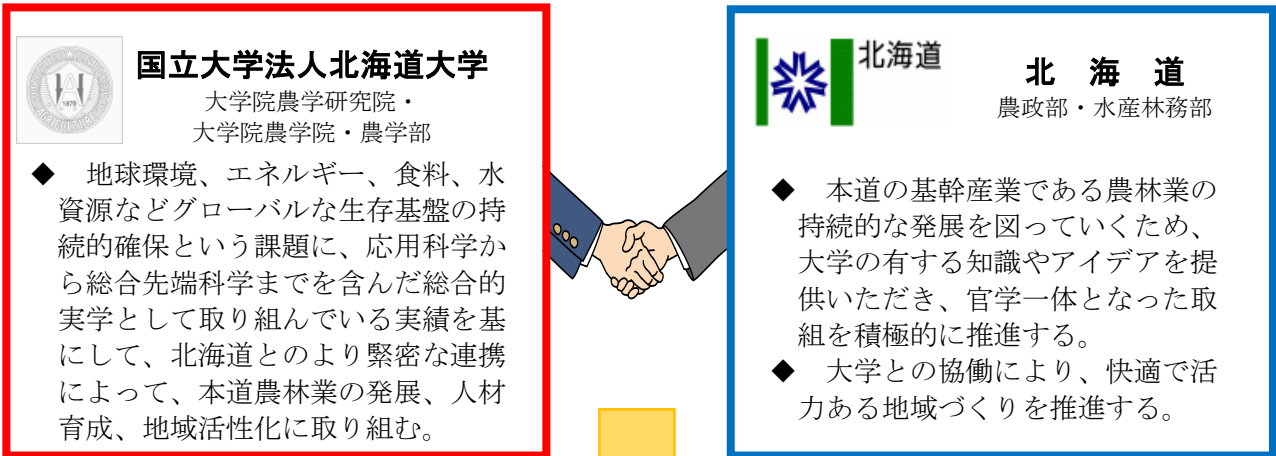 国立大学法人北海道大学
大学院農学研究院・
大学院農学院・農学部
◆　地球環境、エネルギー、食料、水
資源などグローバルな生存基盤の持
続的確保という課題に、応用科学か
ら総合先端科学までを含んだ総合的
実学として取り組んでいる実績を基
にして、北海道とのより緊密な連携
によって、本道農林業の発展、人材
育成、地域活性化に取り組む。
北海道
北　海　道
農政部・水産林務部
◆　本道の基幹産業である農林業の
持続的な発展を図っていくため、
大学の有する知識やアイデアを提
供いただき、官学一体となった取
組を積極的に推進する。
◆　大学との協働により、快適で活
力ある地域づくりを推進する。
1876